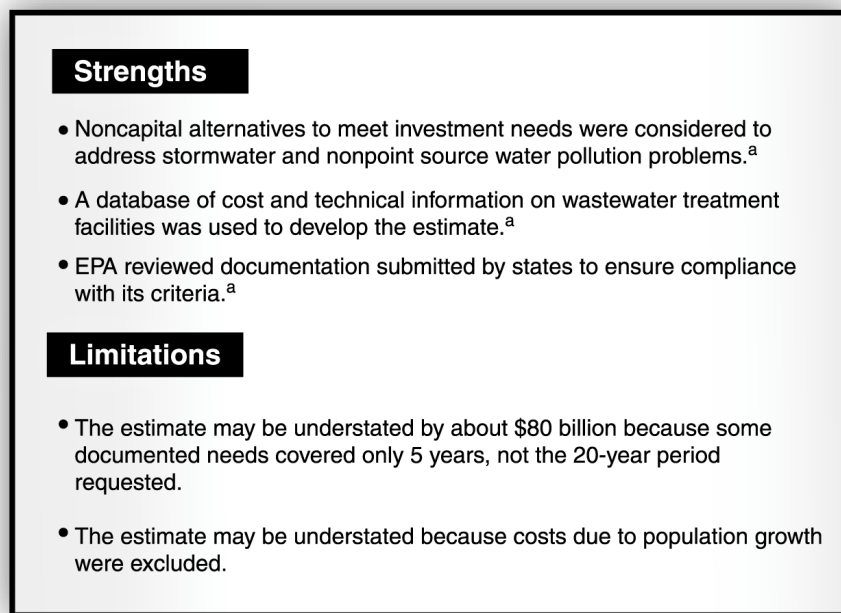 Strengths
• Noncapital alternatives to meet investment needs were considered to
address stormwater and nonpoint source water pollution problems.ᵃ
• A database of cost and technical information on wastewater treatment
facilities was used to develop the estimate.ᵃ
• EPA reviewed documentation submitted by states to ensure compliance
with its criteria.ᵃ
Limitations
• The estimate may be understated by about $80 billion because some
documented needs covered only 5 years, not the 20-year period
requested.
• The estimate may be understated because costs due to population growth
were excluded.